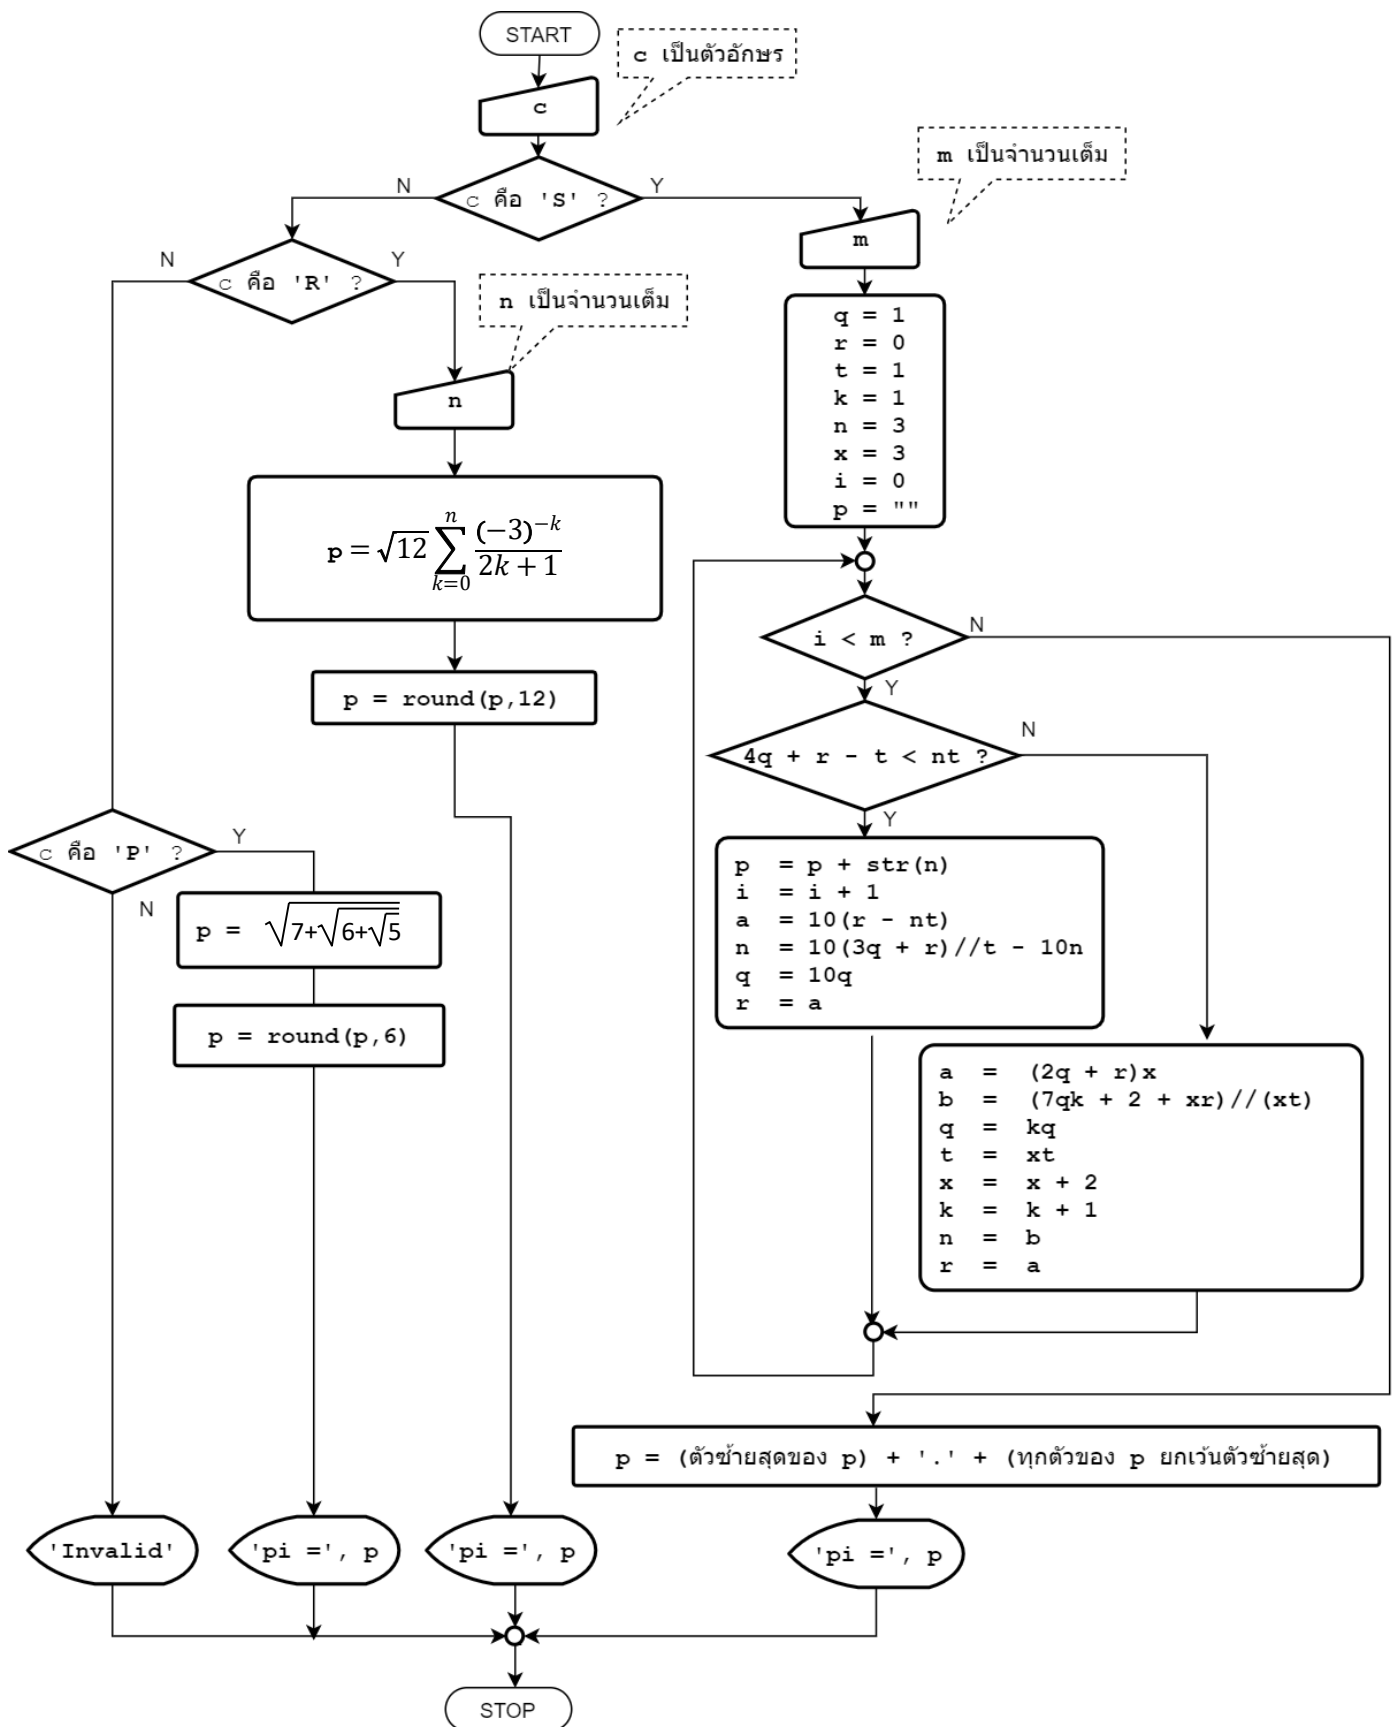 START
c เป็นตัวอักษร
c
m เป็นจำนวนเต็ม
N
c คือ 'S' ?
Y
m
N
c คือ 'R' ?
Y
n เป็นจำนวนเต็ม
n
q = 1
r = 0
t = 1
k = 1
n = 3
x = 3
i = 0
p = ""
p = √12 ∑_{k=0}^{n} (−3)^{−k} / (2k + 1)
p = round(p,12)
i < m ?
N
Y
4q + r - t < nt ?
N
Y
p = p + str(n)
i = i + 1
a = 10(r - nt)
n = 10(3q + r)//t - 10n
q = 10q
r = a
c คือ 'P' ?
Y
N
p = √(7+√(6+√5))
p = round(p,6)
a = (2q + r)x
b = (7qk + 2 + xr)//(xt)
q = kq
t = xt
x = x + 2
k = k + 1
n = b
r = a
p = (ตัวซ้ายสุดของ p) + '.' + (ทุกตัวของ p ยกเว้นตัวซ้ายสุด)
'Invalid'
'pi =', p
'pi =', p
'pi =', p
STOP